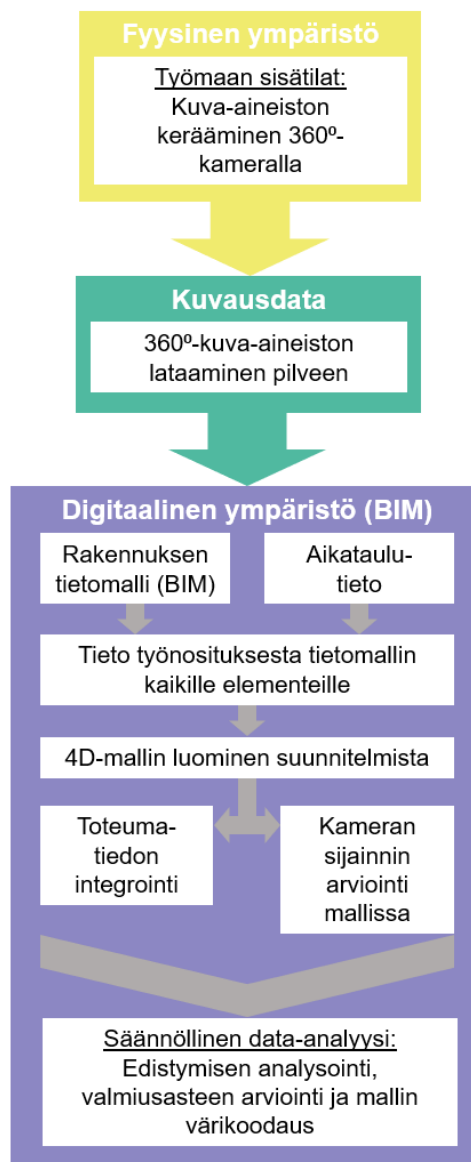 Fyysinen ympäristö
Työmaan sisätilat:
Kuva-aineiston
kerääminen 360º-
kameralla
Kuvausdata
360º-kuva-aineiston
lataaminen pilveen
Digitaalinen ympäristö (BIM)
Rakennuksen
tietomalli (BIM)
Aikataulu-
tieto
Tieto työnosituksesta tietomallin
kaikille elementeille
4D-mallin luominen suunnitelmista
Toteuma-
tiedon
integrointi
Kameran
sijainnin
arviointi
mallissa
Säännöllinen data-analyysi:
Edistymisen analysointi,
valmiusasteen arviointi ja mallin
värikoodaus